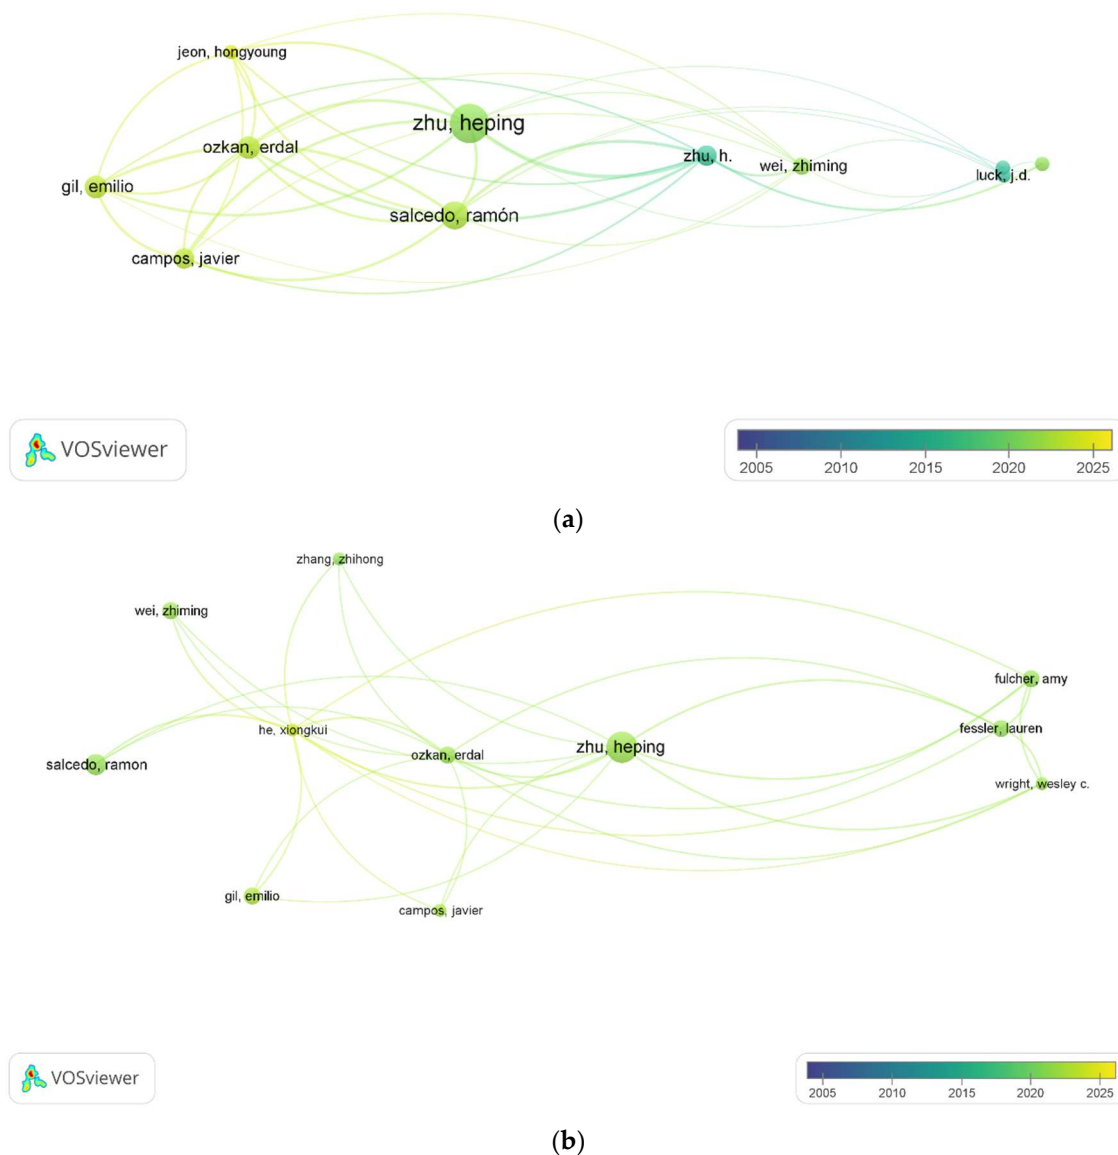 jeon, hongyoung
zhu, heping
ozkan, erdal
zhu, h.
wei, zhiming
luck, j.d.
gil, emilio
salcedo, ramón
campos, javier
VOSviewer
2005 2010 2015 2020 2025
(a)
zhang, zhihong
wei, zhiming
fulcher, amy
he, xiongkui
fessler, lauren
zhu, heping
ozkan, erdal
salcedo, ramon
wright, wesley c.
gil, emilio
campos, javier
VOSviewer
2005 2010 2015 2020 2025
(b)